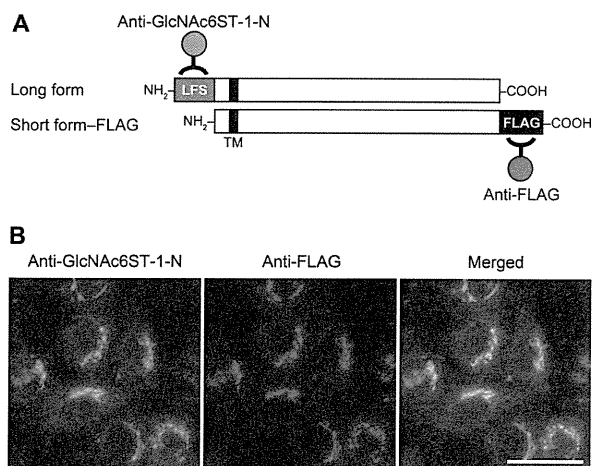 A
Anti-GlcNAc6ST-1-N
Long form
NH2-
LFS
-COOH
Short form–FLAG
NH2-
FLAG
-COOH
TM
Anti-FLAG
B
Anti-GlcNAc6ST-1-N
Anti-FLAG
Merged